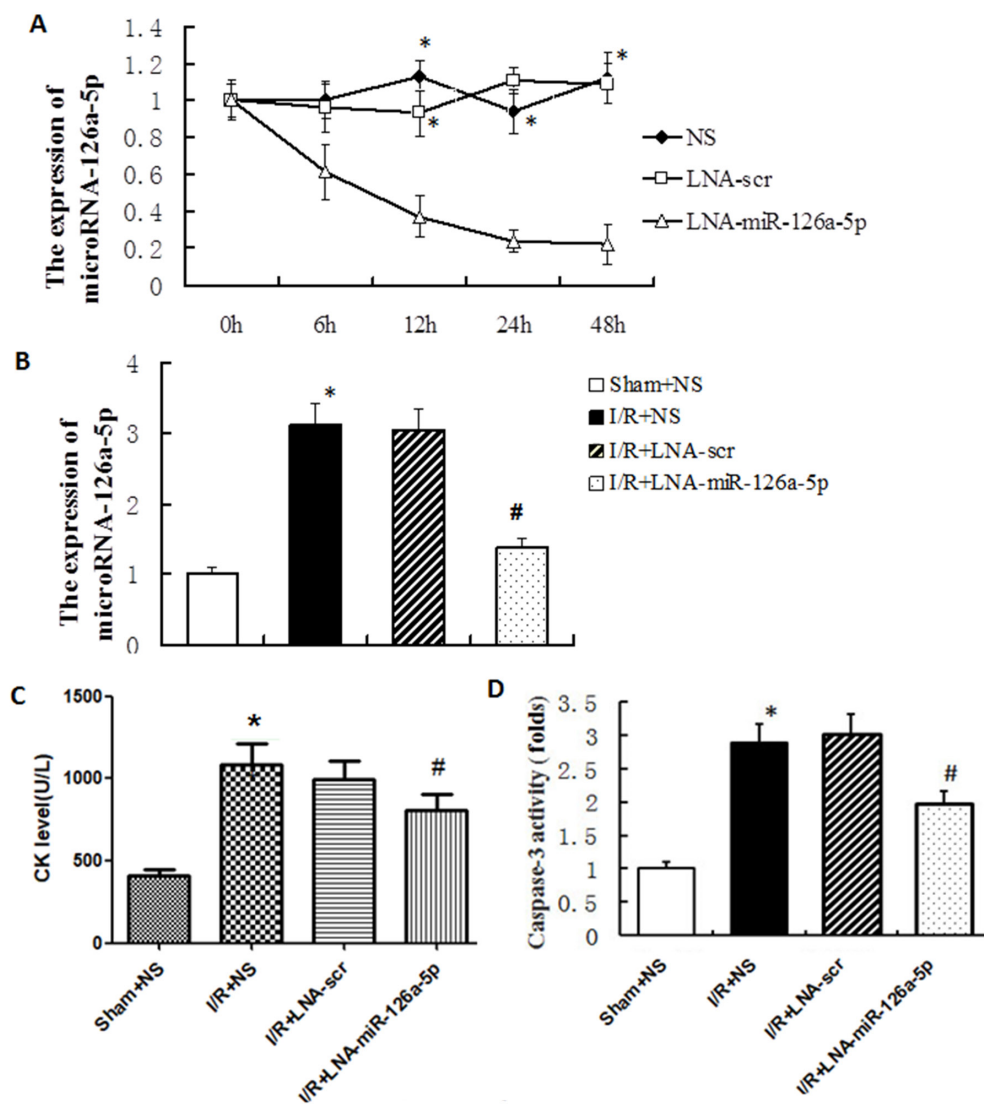 A
The expression of
microRNA-126a-5p
1.4
1.2
1
0.8
0.6
0.4
0.2
0
*
*
*
*
0h
6h
12h
24h
48h
NS
LNA-scr
LNA-miR-126a-5p
B
The expression of
microRNA-126a-5p
4
3
2
1
0
*
#
Sham+NS
I/R+NS
I/R+LNA-scr
I/R+LNA-miR-126a-5p
C
CK level(U/L)
1500
1000
500
0
*
#
Sham+NS
I/R+NS
I/R+LNA-scr
I/R+LNA-miR-126a-5p
D
Caspase-3 activity ( folds)
3.5
3
2.5
2
1.5
1
0.5
0
*
#
Sham+NS
I/R+NS
I/R+LNA-scr
I/R+LNA-miR-126a-5p